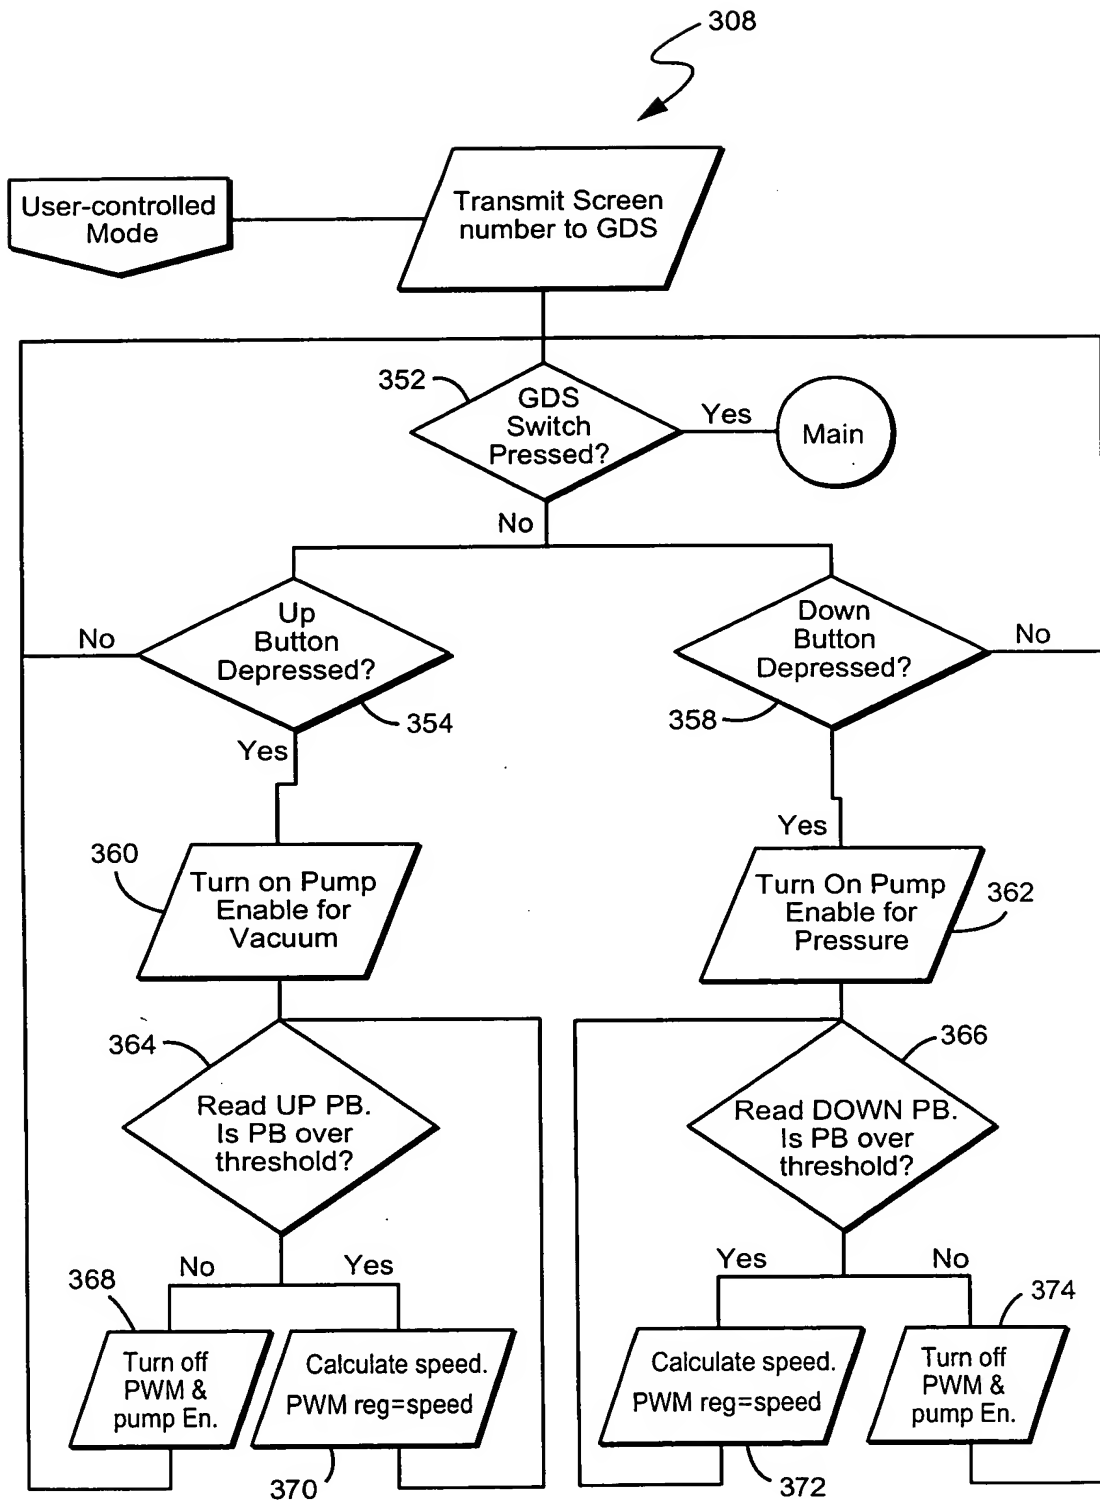 308
User-controlled
Mode
Transmit Screen
number to GDS
352
GDS
Switch
Pressed?
Yes
Main
No
Up
Button
Depressed?
No
354
Yes
Down
Button
Depressed?
No
358
Yes
360
Turn on Pump
Enable for
Vacuum
Turn On Pump
Enable for
Pressure
362
364
Read UP PB.
Is PB over
threshold?
366
Read DOWN PB.
Is PB over
threshold?
No
Yes
Yes
No
368
Turn off
PWM &
pump En.
Calculate speed.
PWM reg=speed
370
Calculate speed.
PWM reg=speed
372
374
Turn off
PWM &
pump En.